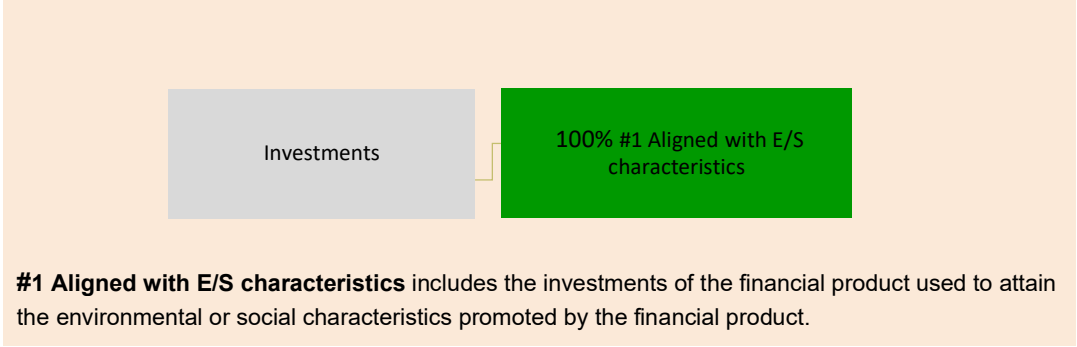 Investments
100% #1 Aligned with E/S
characteristics
#1 Aligned with E/S characteristics includes the investments of the financial product used to attain
the environmental or social characteristics promoted by the financial product.